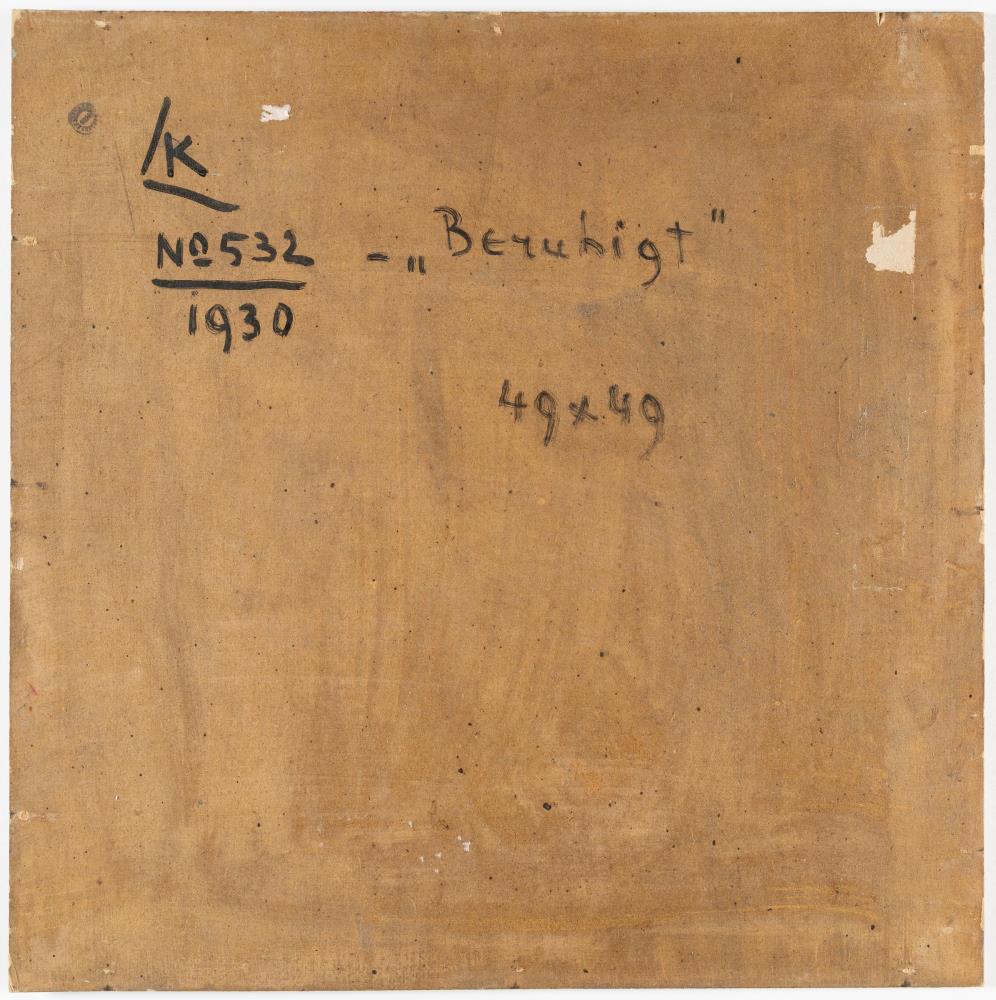 K
№532 - „Beruhigt"
1930
49x49